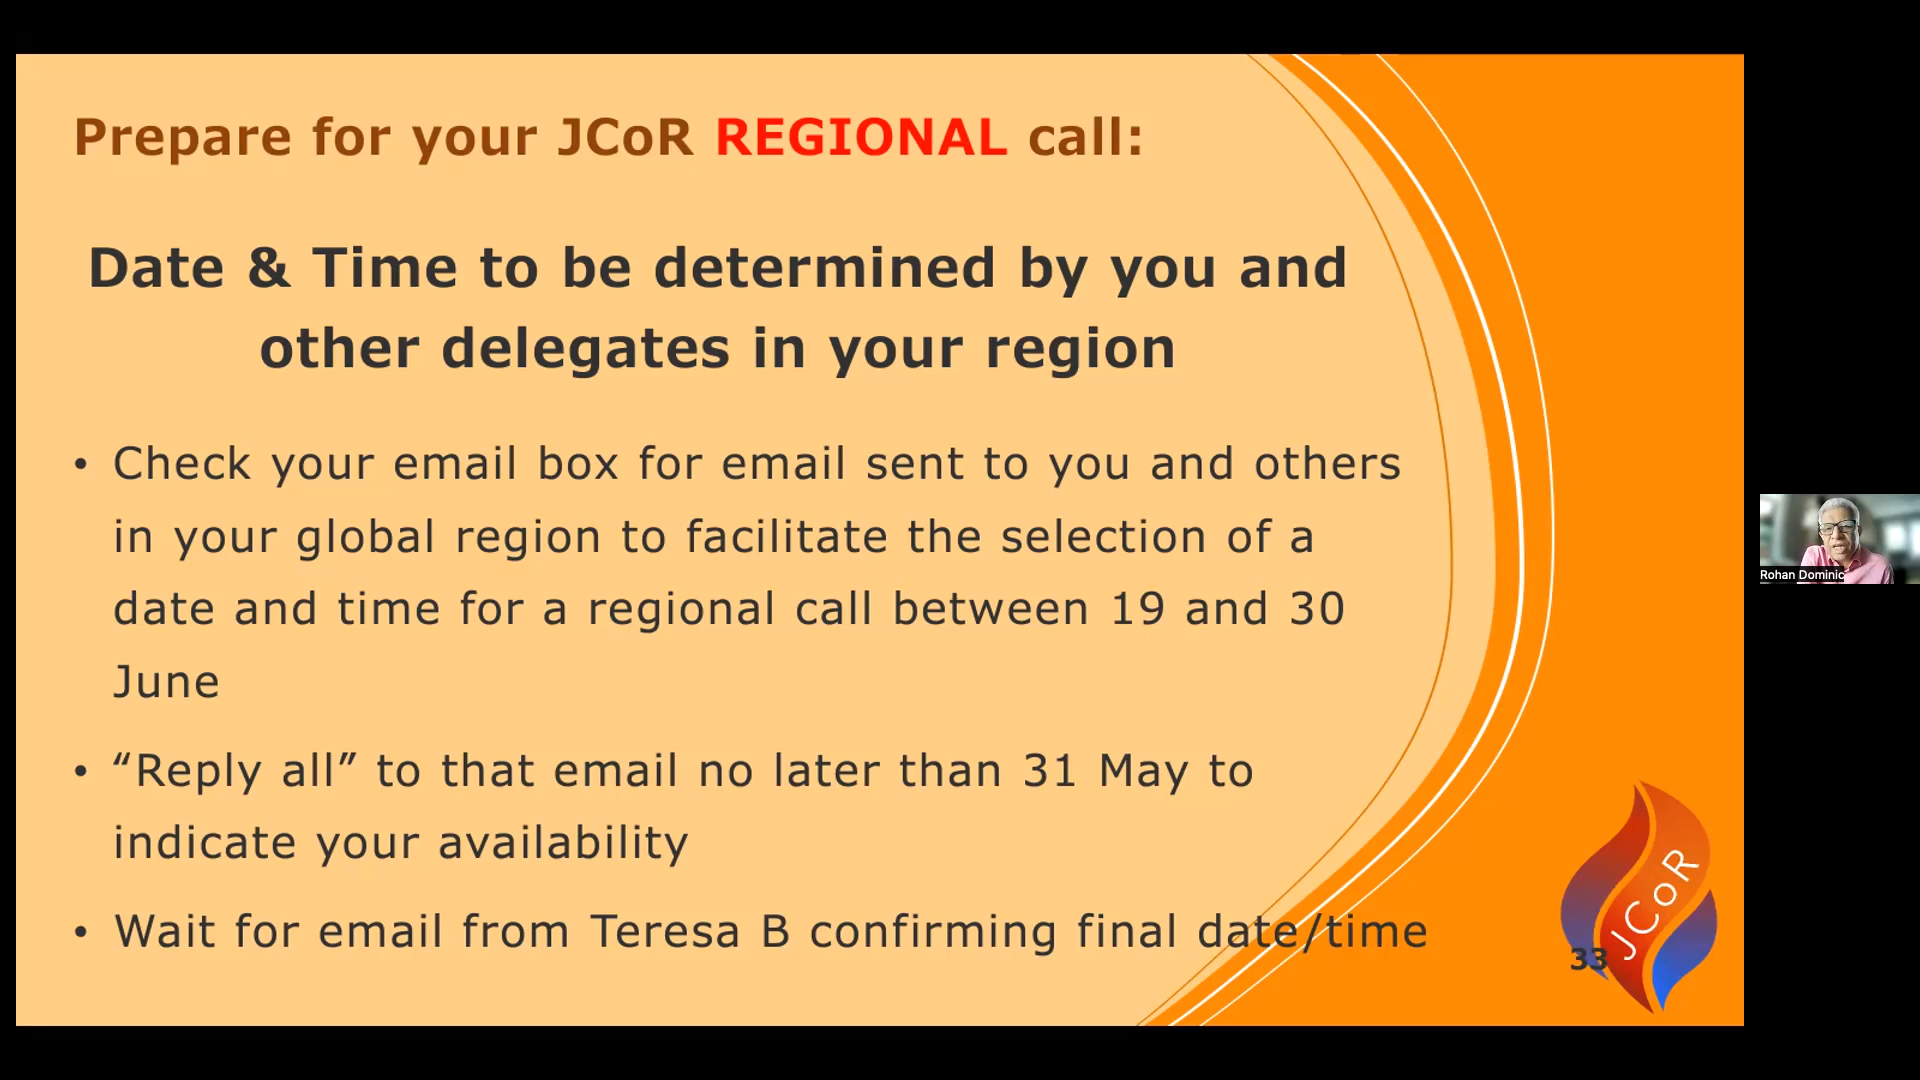 Prepare for your JCoR REGIONAL call:
Date & Time to be determined by you and
other delegates in your region
• Check your email box for email sent to you and others
in your global region to facilitate the selection of a
date and time for a regional call between 19 and 30
June
• “Reply all” to that email no later than 31 May to
indicate your availability
• Wait for email from Teresa B confirming final date/time
33
JCoR
Rohan Dominic